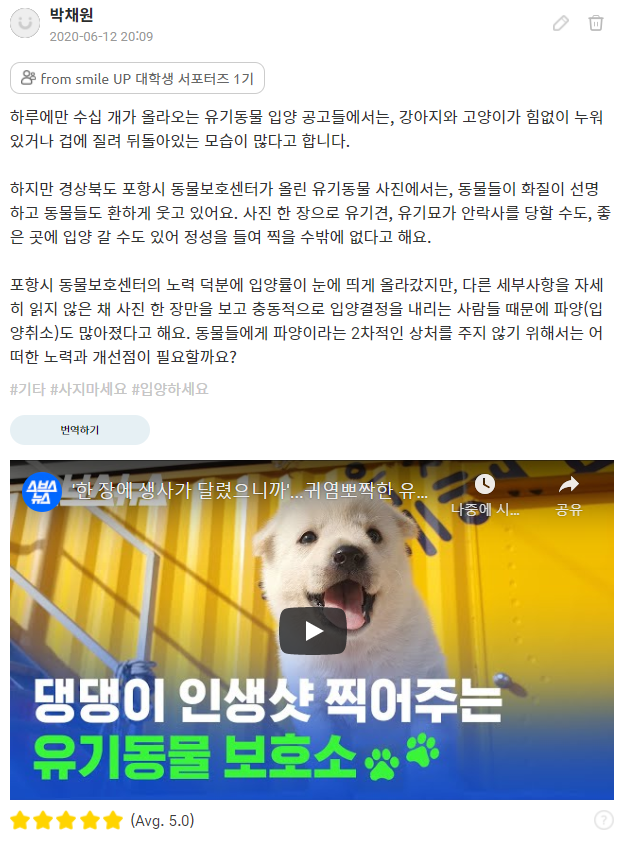 박채원
2020-06-12 20:09
from smile UP 대학생 서포터즈 1기
하루에만 수십 개가 올라오는 유기동물 입양 공고들에서는, 강아지와 고양이가 힘없이 누워
있거나 겁에 질려 뒤돌아있는 모습이 많다고 합니다.
하지만 경상북도 포항시 동물보호센터가 올린 유기동물 사진에서는, 동물들이 화질이 선명
하고 동물들도 환하게 웃고 있어요. 사진 한 장으로 유기견, 유기묘가 안락사를 당할 수도, 좋
은 곳에 입양 갈 수도 있어 정성을 들여 찍을 수밖에 없다고 해요.
포항시 동물보호센터의 노력 덕분에 입양률이 눈에 띄게 올라갔지만, 다른 세부사항을 자세
히 읽지 않은 채 사진 한 장만을 보고 충동적으로 입양결정을 내리는 사람들 때문에 파양(입
양취소)도 많아졌다고 해요. 동물들에게 파양이라는 2차적인 상처를 주지 않기 위해서는 어
떠한 노력과 개선점이 필요할까요?
#기타 #사지마세요 #입양하세요
번역하기
스브스
뉴스
'한 장에 생사가 달렸으니까'...귀염뽀짝한 유...
나중에 시...
공유
댕댕이 인생샷 찍어주는
유기동물 보호소
(Avg. 5.0)
?